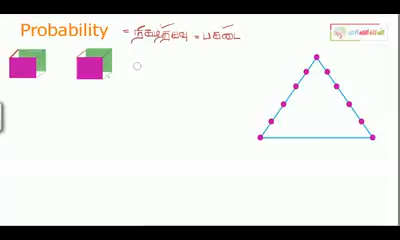 Probability = நிகழ்தகவு = பகடை